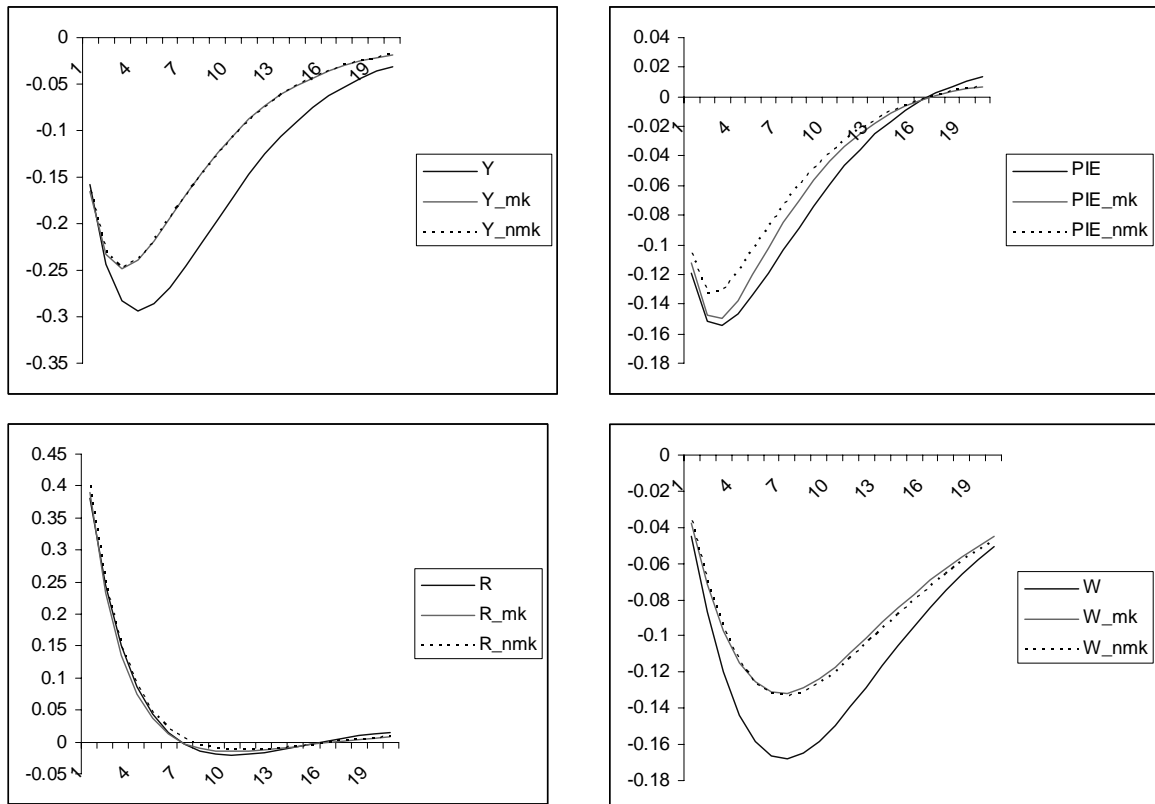 0
-0.05
-0.1
-0.15
-0.2
-0.25
-0.3
-0.35
1 4 7 10 13 16 19
Y
Y_mk
Y_nmk
0.04
0.02
0
-0.02
-0.04
-0.06
-0.08
-0.1
-0.12
-0.14
-0.16
-0.18
1 4 7 10 13 16 19
PIE
PIE_mk
PIE_nmk
0.45
0.4
0.35
0.3
0.25
0.2
0.15
0.1
0.05
0
-0.05
1 4 7 10 13 16 19
R
R_mk
R_nmk
0
-0.02
-0.04
-0.06
-0.08
-0.1
-0.12
-0.14
-0.16
-0.18
1 4 7 10 13 16 19
W
W_mk
W_nmk